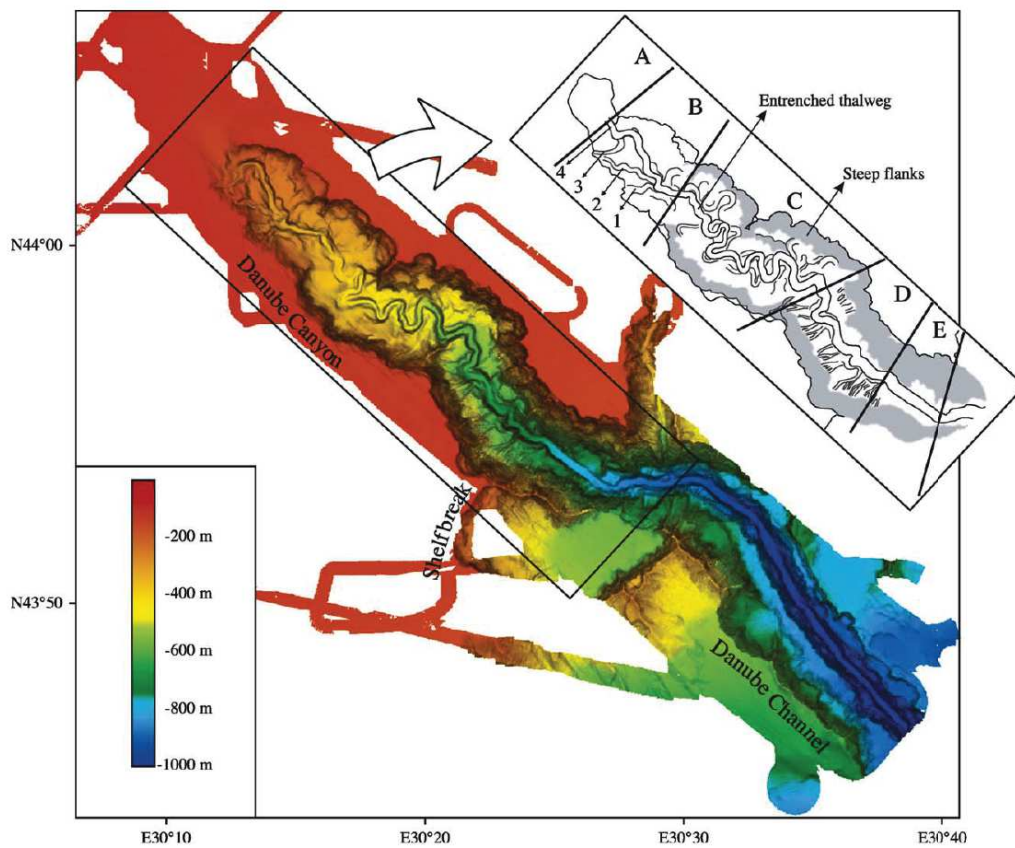 A
B
Entrenched thalweg
Steep flanks
4
3
2
1
C
D
E
N44°00
Danube Canyon
Shelfbreak
-200 m
-400 m
N43°50
-600 m
-800 m
-1000 m
Danube Channel
E30°10
E30°20
E30°30
E30°40